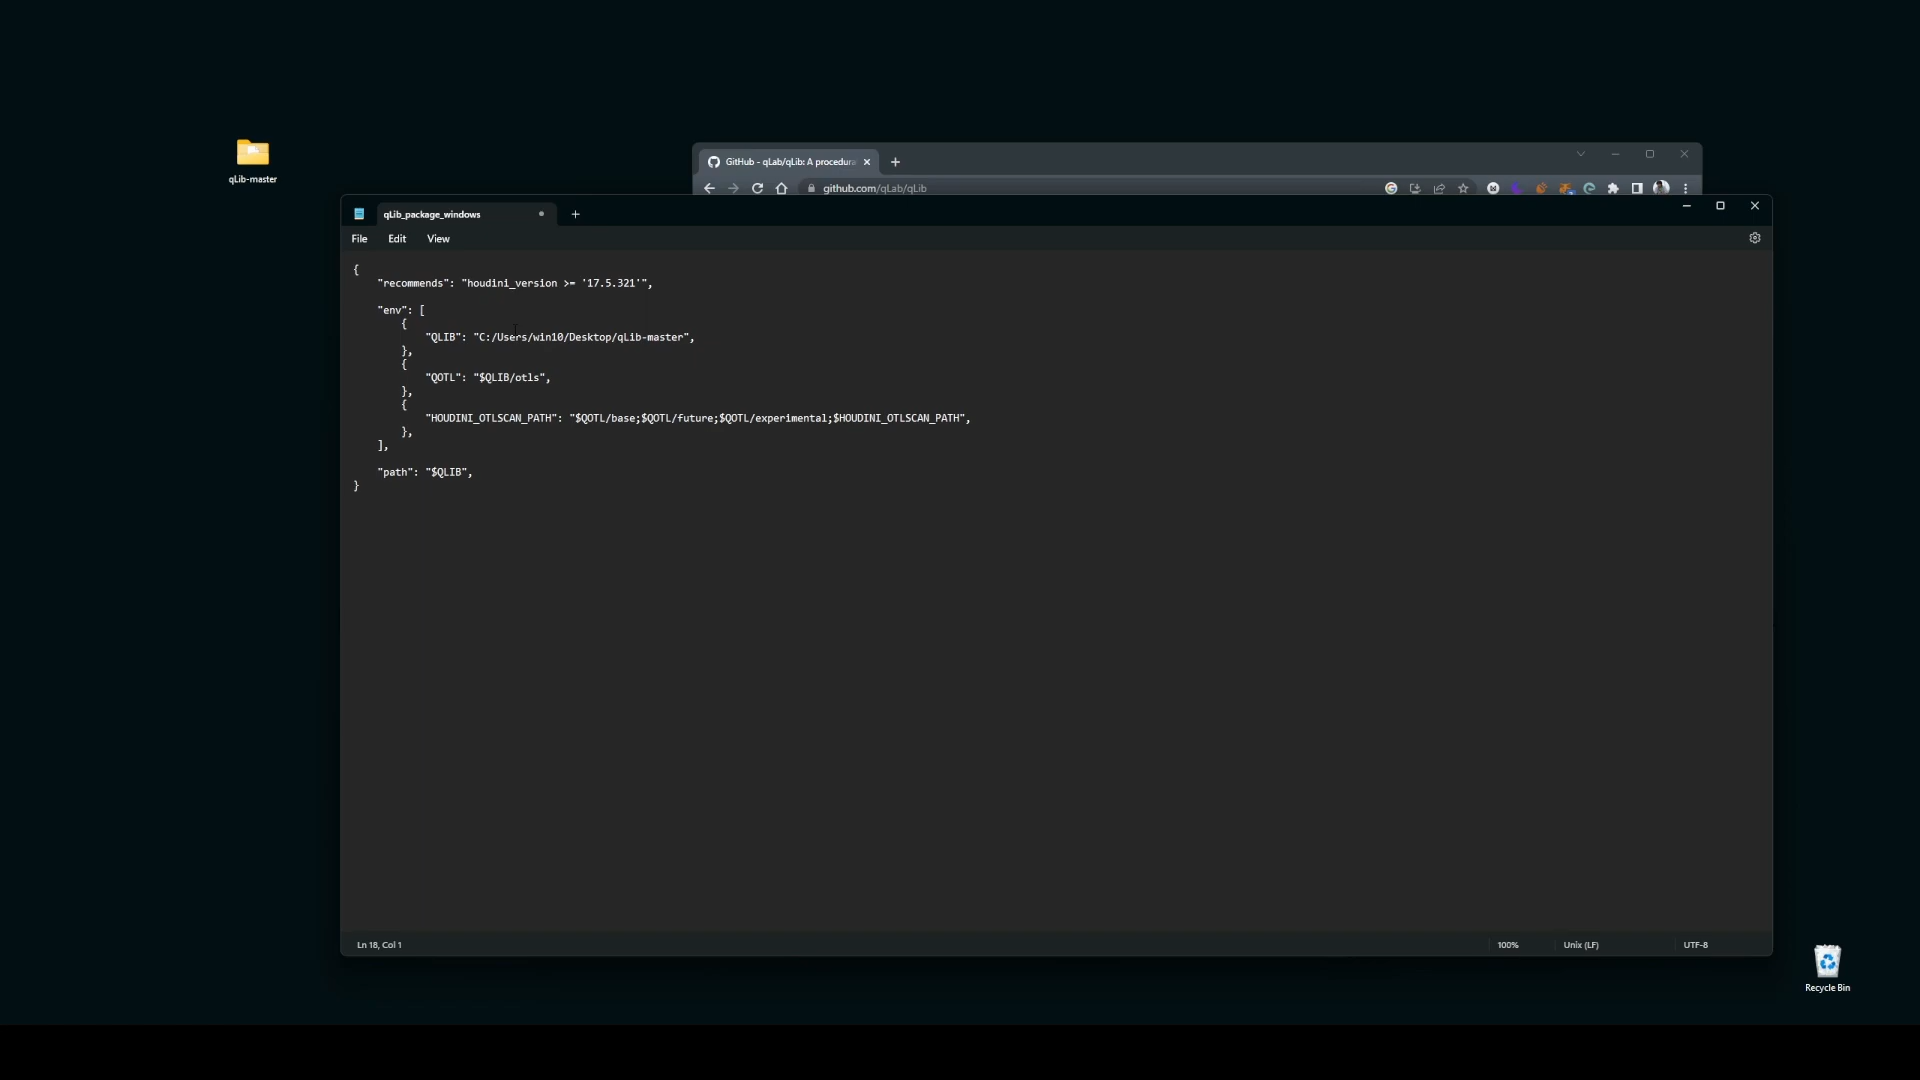 qLib-master
GitHub - qLab/qLib: A procedura
github.com/qLab/qLib
qLib_package_windows
File Edit View
{
"recommends": "houdini_version >= '17.5.321'",
"env": [
{
"QLIB": "C:/Users/win10/Desktop/qLib-master",
},
{
"QOTL": "$QLIB/otls",
},
{
"HOUDINI_OTLSCAN_PATH": "$QOTL/base;$QOTL/future;$QOTL/experimental;$HOUDINI_OTLSCAN_PATH",
},
],
"path": "$QLIB",
}
Ln 18, Col 1
100%
Unix (LF)
UTF-8
Recycle Bin